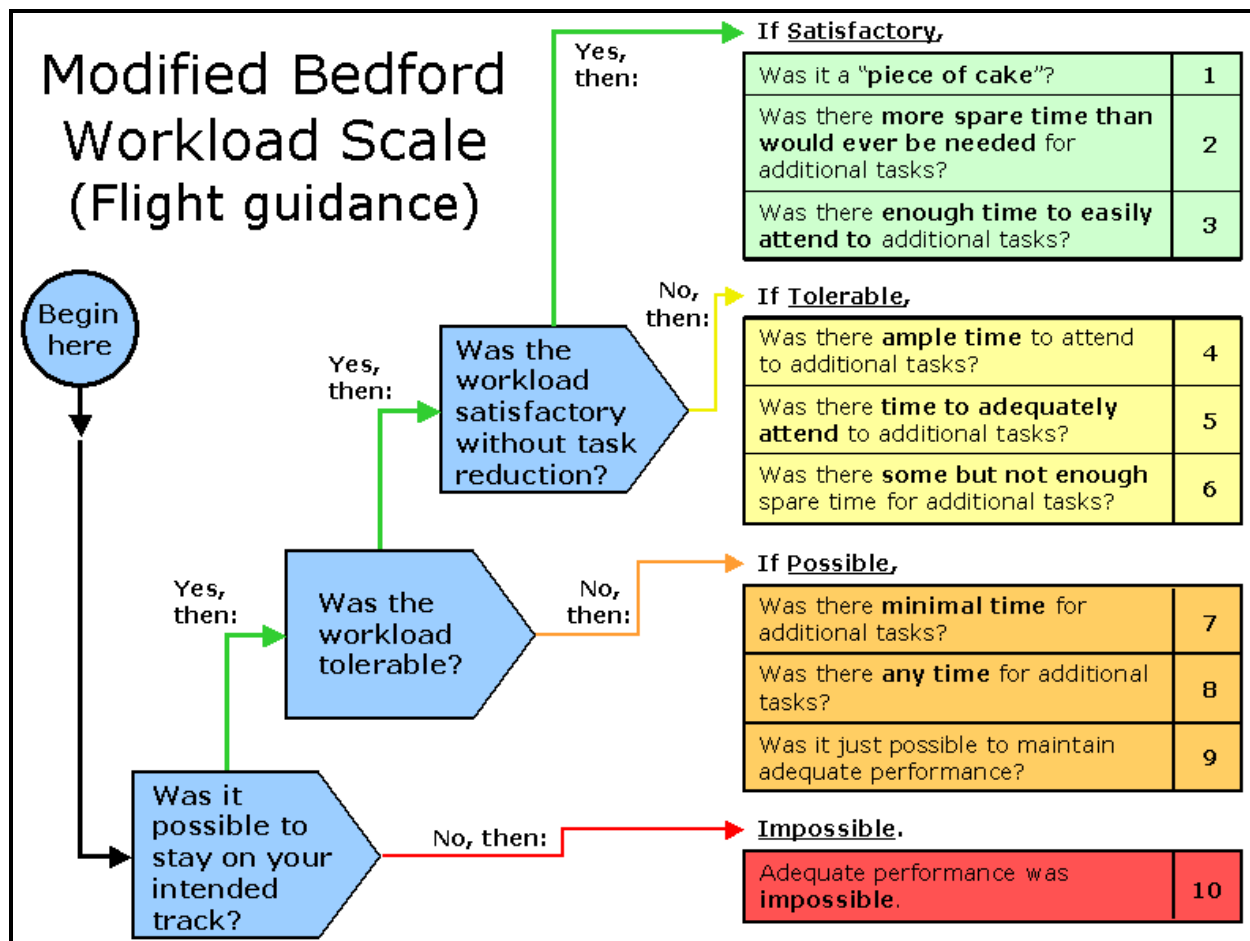 Modified Bedford
Workload Scale
(Flight guidance)
Begin
here
Was it
possible to
stay on your
intended
track?
Yes,
then:
No, then:
Was the
workload
tolerable?
Yes,
then:
No,
then:
Was the
workload
satisfactory
without task
reduction?
Yes,
then:
No,
then:
If Satisfactory,
Was it a “piece of cake”?
1
Was there more spare time than
would ever be needed for
additional tasks?
2
Was there enough time to easily
attend to additional tasks?
3
If Tolerable,
Was there ample time to attend
to additional tasks?
4
Was there time to adequately
attend to additional tasks?
5
Was there some but not enough
spare time for additional tasks?
6
If Possible,
Was there minimal time for
additional tasks?
7
Was there any time for additional
tasks?
8
Was it just possible to maintain
adequate performance?
9
Impossible.
Adequate performance was
impossible.
10